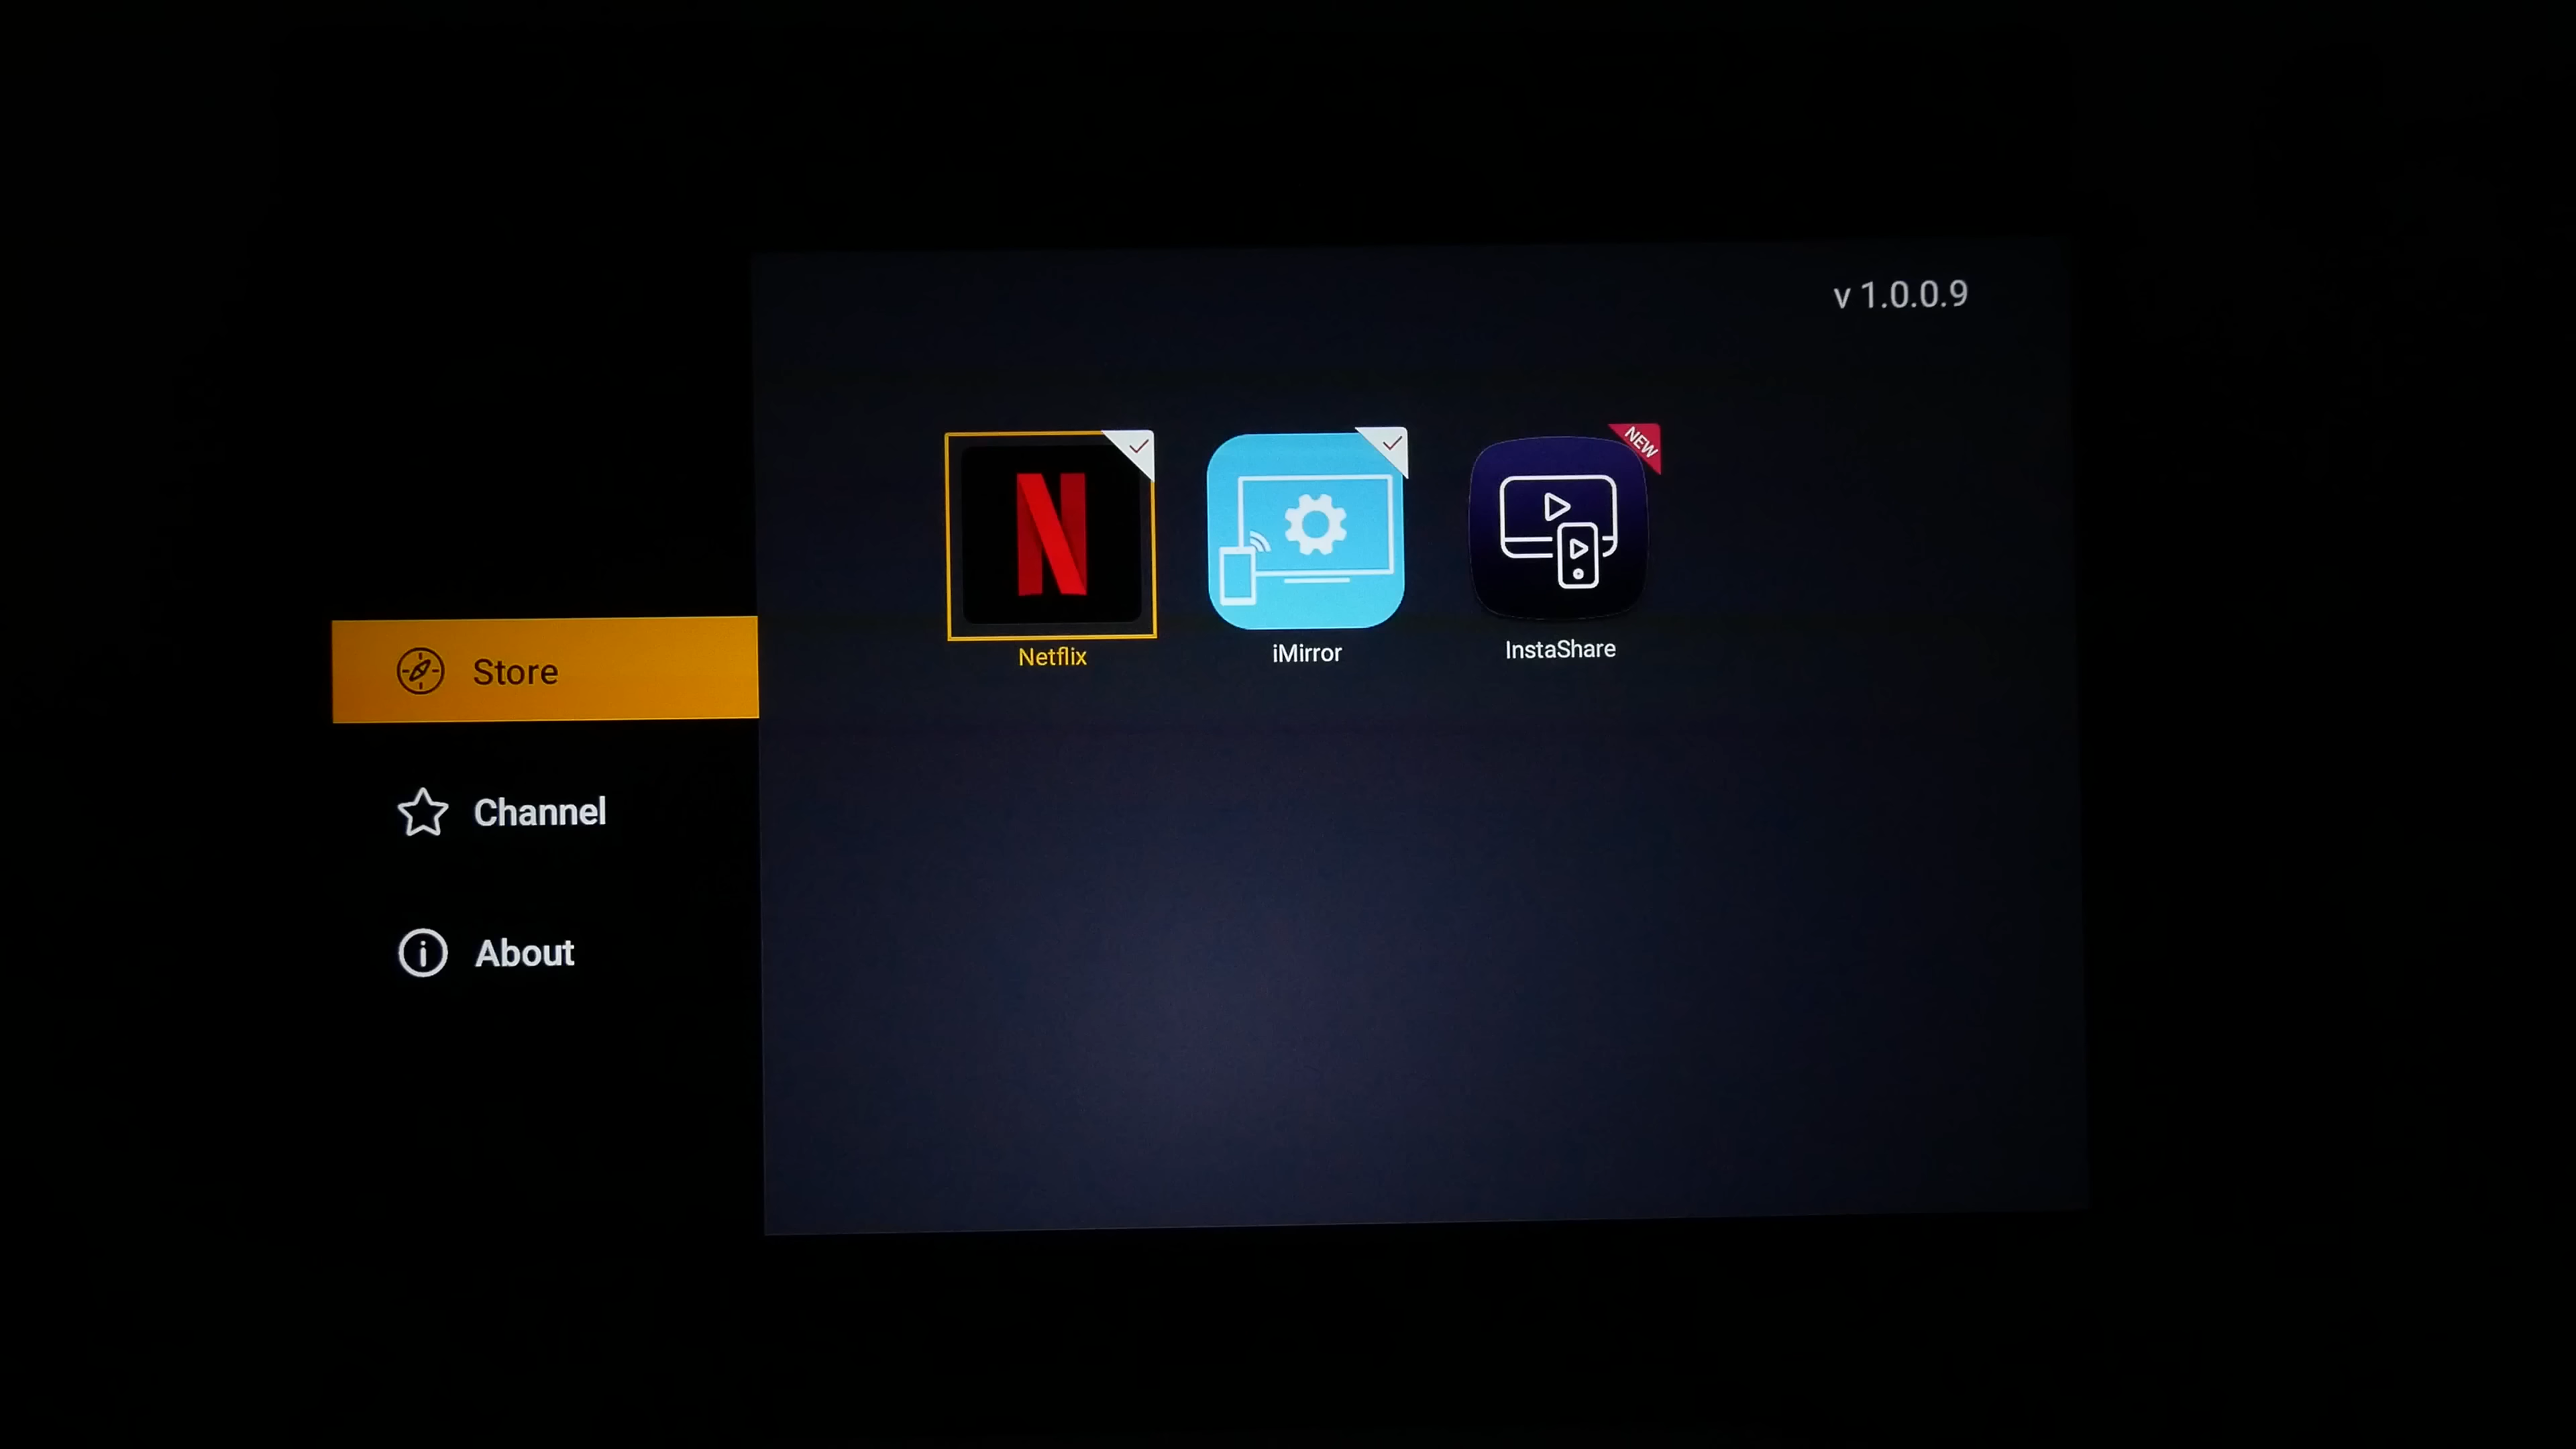 v 1.0.0.9
NEW
Netflix
iMirror
InstaShare
Store
Channel
About